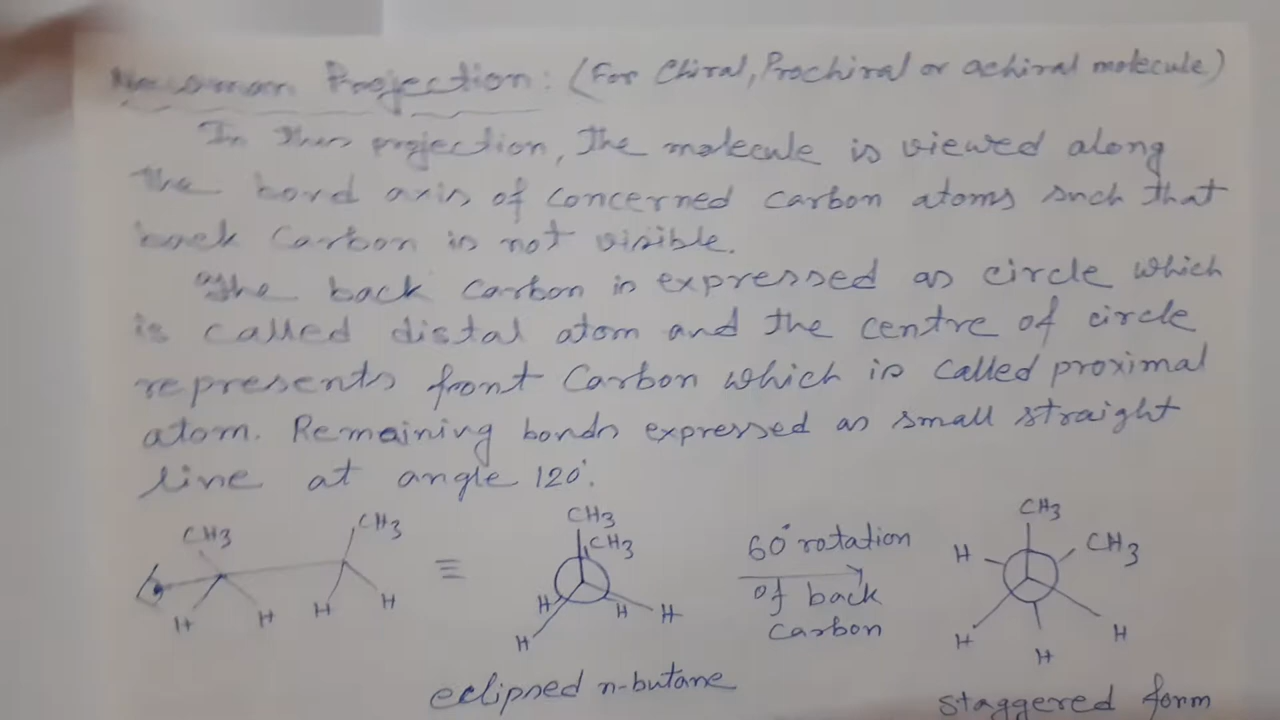 Newman Projection: (For Chiral, Prochiral or achiral molecule)
In this projection, The molecule is viewed along
the bond axis of concerned carbon atoms such that
back carbon is not visible.
The back carbon is expressed as circle which
is called distal atom and the centre of circle
represents front Carbon which is called proximal
atom. Remaining bonds expressed as small straight
line at angle 120°.
CH3 CH3
H H H H
≡
CH3
CH3
H H H
H
eclipsed n-butane
60° rotation
of back
carbon
CH3
H CH3
H H
H
staggered form